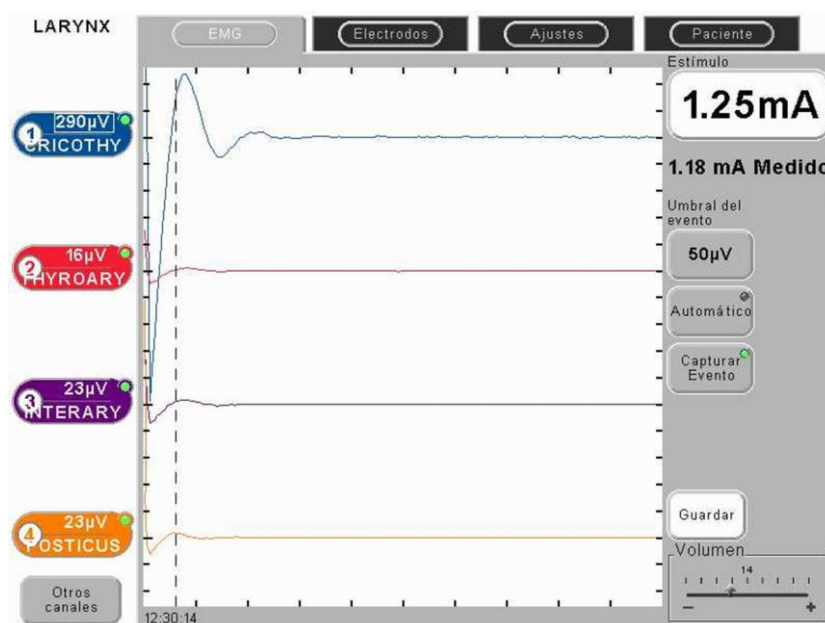 LARYNX
EMG
Electrodos
Ajustes
Paciente
Estímulo
1.25mA
1.18 mA Medido
Umbral del
evento
50µV
Automático
Capturar
Evento
Guardar
Volumen
14
- +
1
290µV
CRICOTHY
2
16µV
THYROARY
3
23µV
INTERARY
4
23µV
POSTICUS
Otros
canales
12:30:14